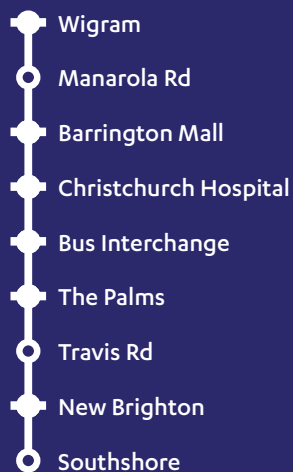 Wigram
Manarola Rd
Barrington Mall
Christchurch Hospital
Bus Interchange
The Palms
Travis Rd
New Brighton
Southshore